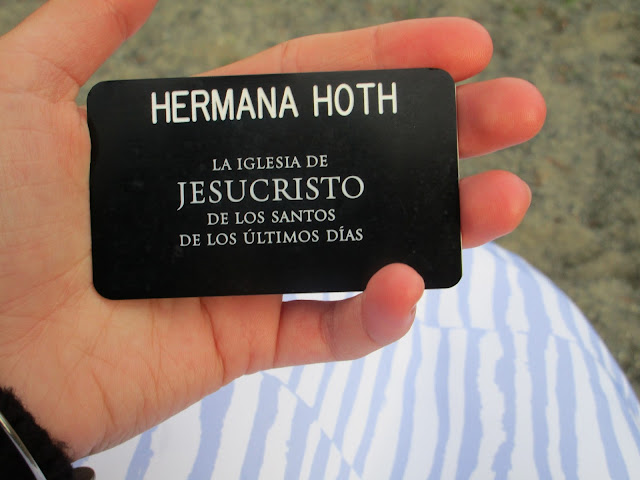 HERMANA HOTH
LA IGLESIA DE
JESUCRISTO
DE LOS SANTOS
DE LOS ÚLTIMOS DÍAS